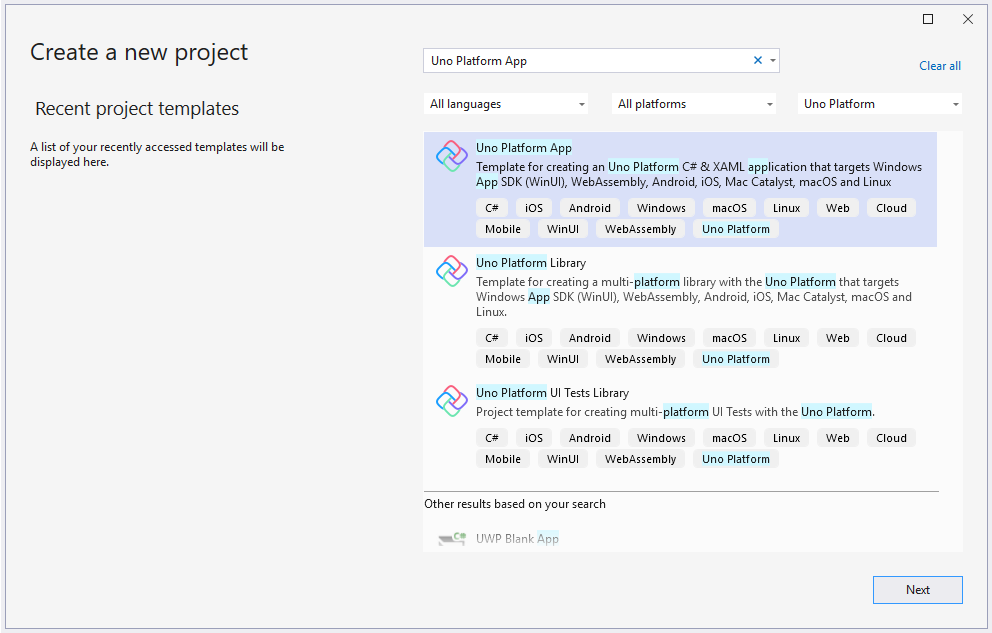 Create a new project
Recent project templates
A list of your recently accessed templates will be
displayed here.
Uno Platform App
Clear all
All languages
All platforms
Uno Platform
Uno Platform App
Template for creating an Uno Platform C# & XAML application that targets Windows
App SDK (WinUI), WebAssembly, Android, iOS, Mac Catalyst, macOS and Linux
C# iOS Android Windows macOS Linux Web Cloud
Mobile WinUI WebAssembly Uno Platform
Uno Platform Library
Template for creating a multi-platform library with the Uno Platform that targets
Windows App SDK (WinUI), WebAssembly, Android, iOS, Mac Catalyst, macOS and
Linux.
C# iOS Android Windows macOS Linux Web Cloud
Mobile WinUI WebAssembly Uno Platform
Uno Platform UI Tests Library
Project template for creating multi-platform UI Tests with the Uno Platform.
C# iOS Android Windows macOS Linux Web Cloud
Mobile WinUI WebAssembly Uno Platform
Other results based on your search
UWP Blank App
Next